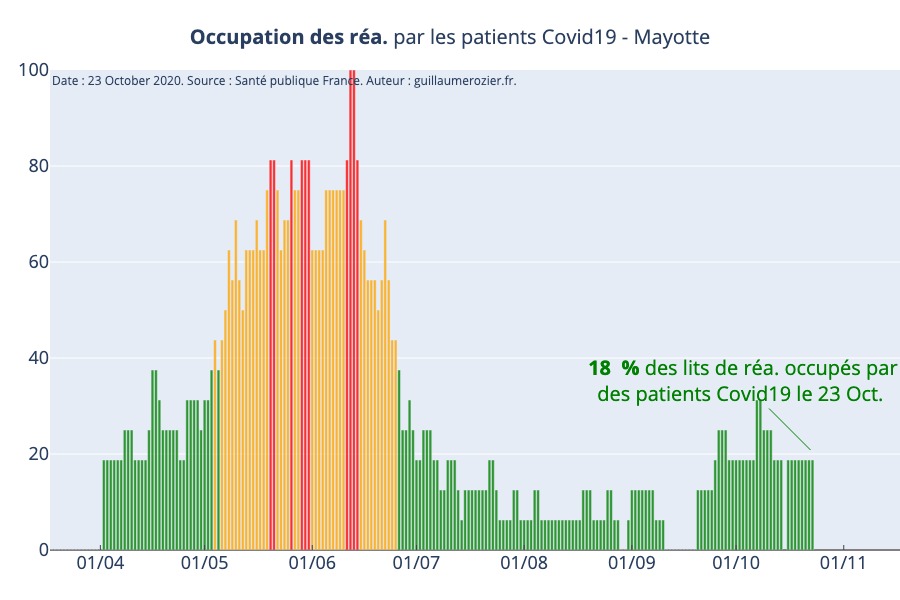 Occupation des réa. par les patients Covid19 - Mayotte
100
Date : 23 October 2020. Source : Santé publique France. Auteur : guillaumerozier.fr.
80
60
40
18 % des lits de réa. occupés par
des patients Covid19 le 23 Oct.
20
0
01/04 01/05 01/06 01/07 01/08 01/09 01/10 01/11